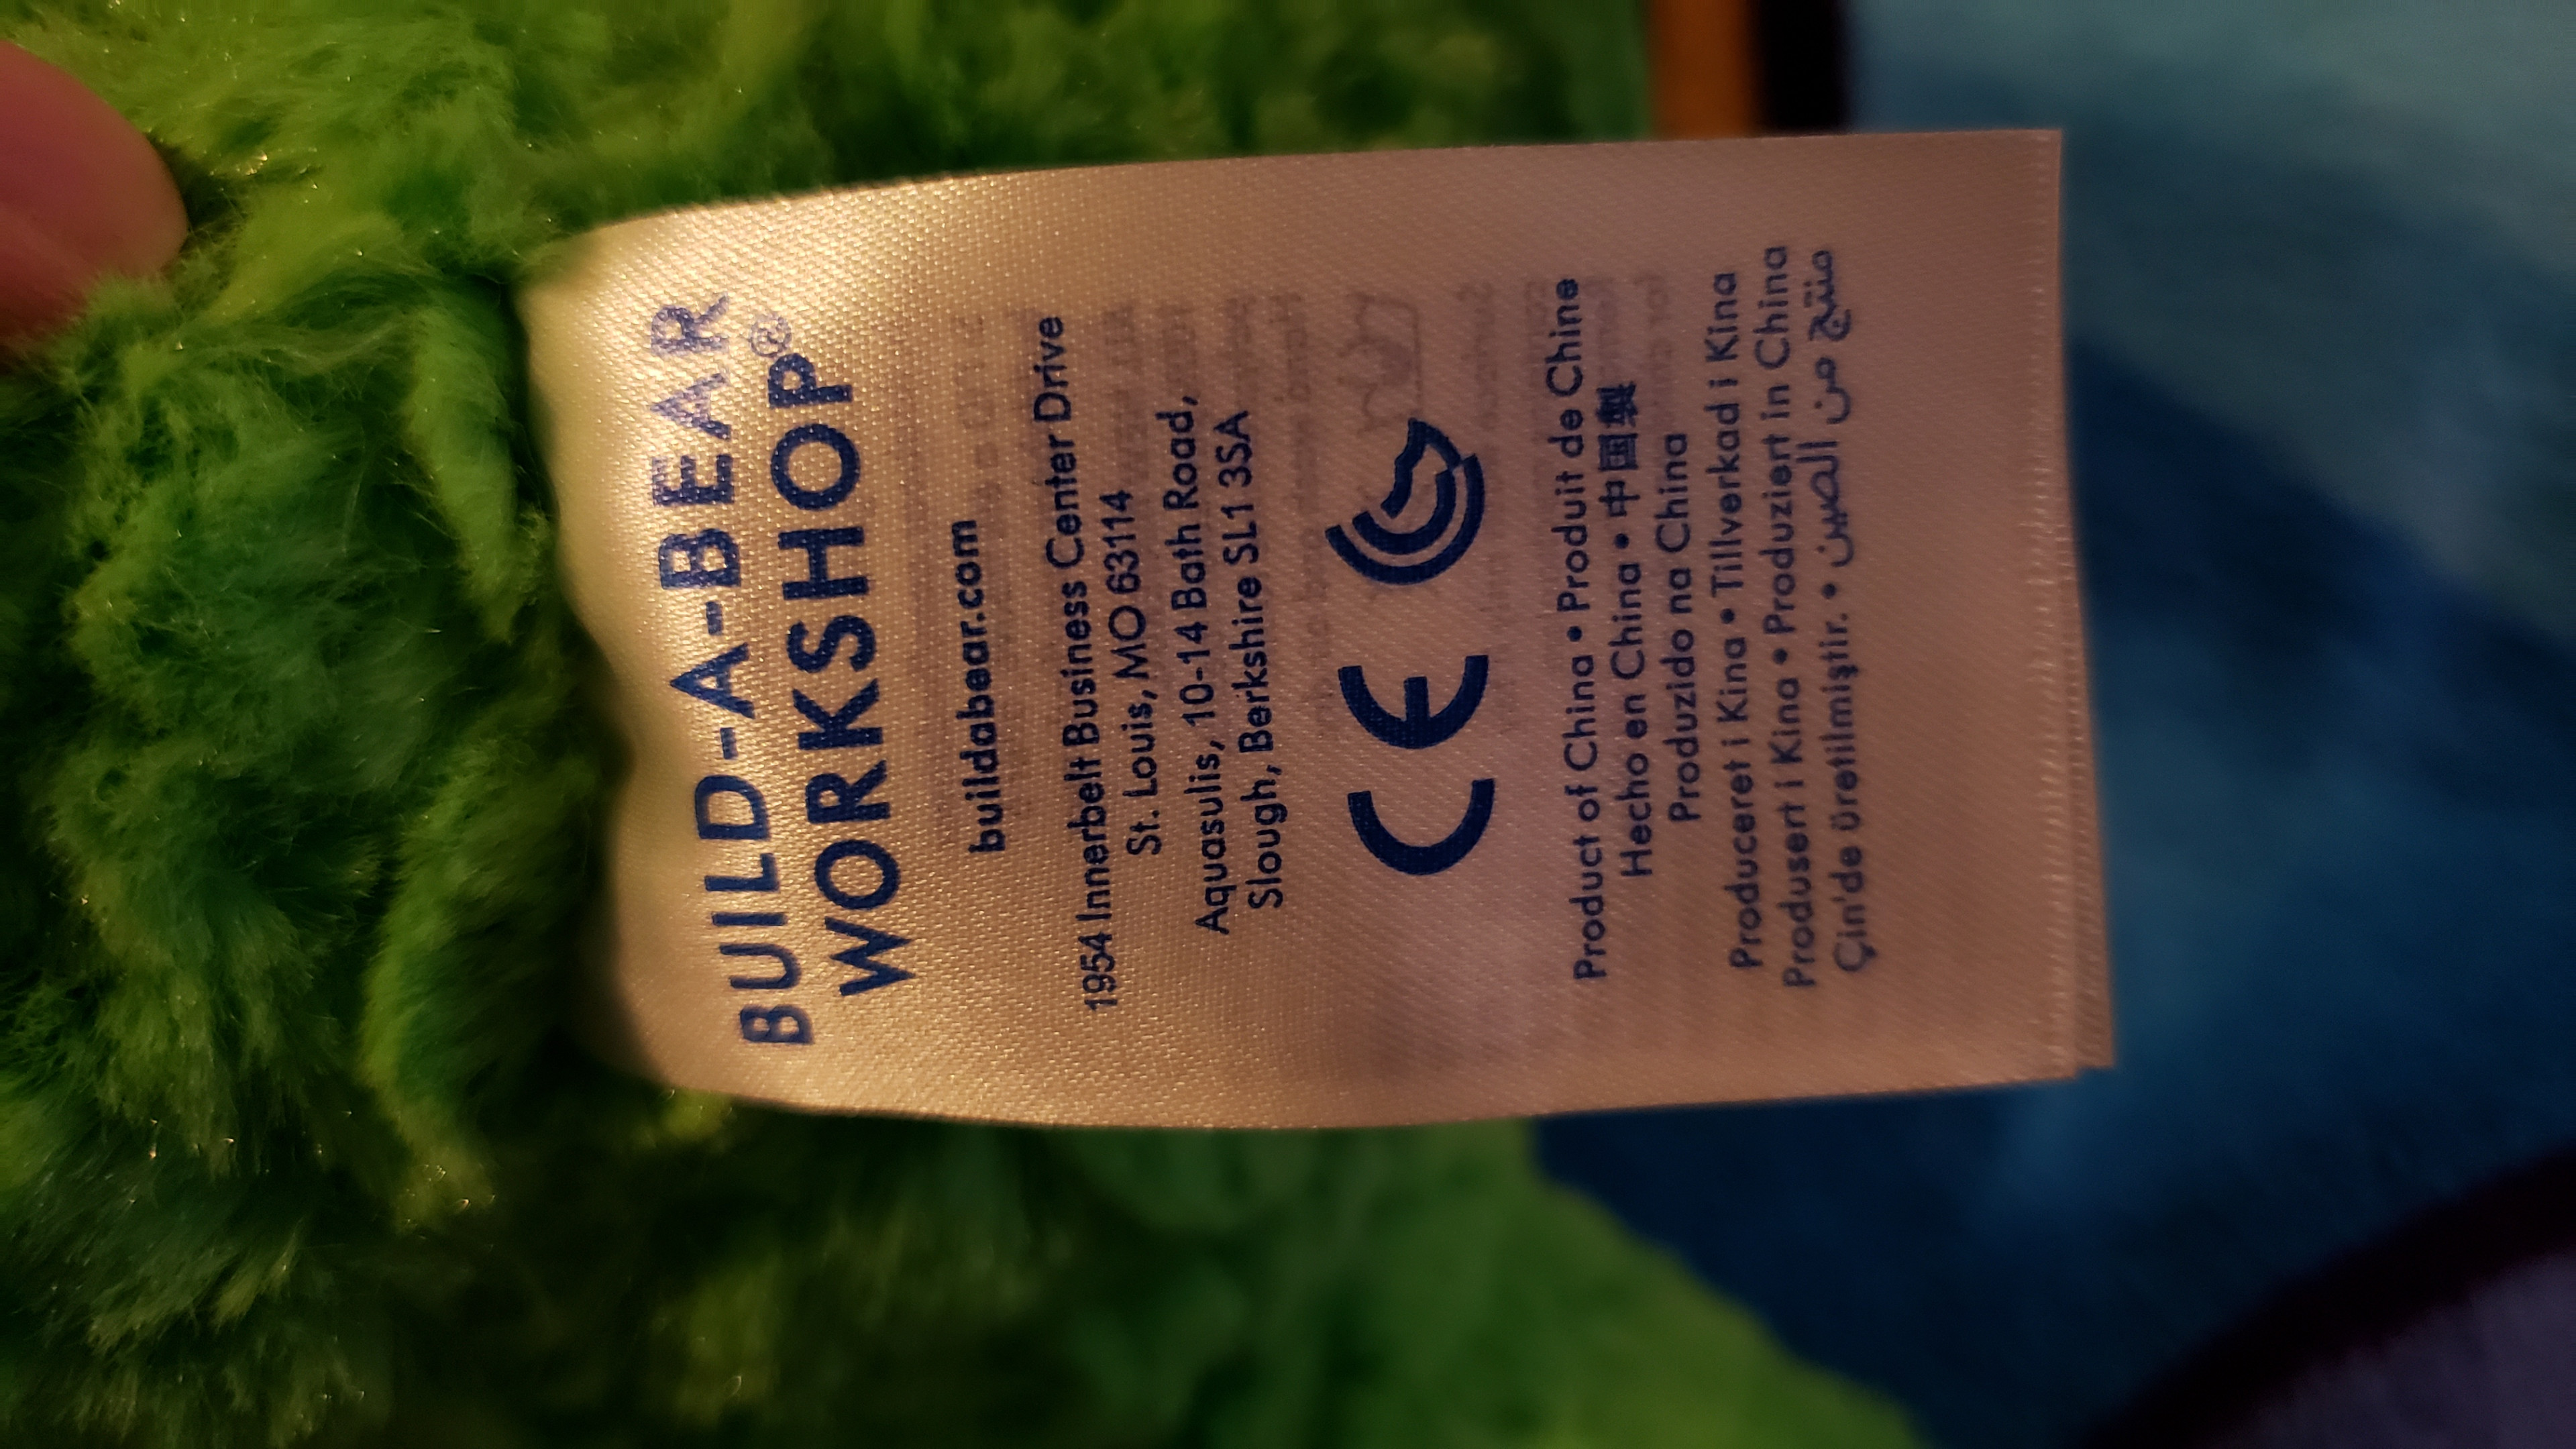 BUILD-A-BEAR
WORKSHOP®
buildabear.com
1954 Innerbelt Business Center Drive
St. Louis, MO 63114
Aquasulis, 10-14 Bath Road,
Slough, Berkshire SL1 3SA
CE
Product of China • Produit de Chine
Hecho en China • 中国製
Produzido na China
Produceret i Kina • Tillverkad i Kina
Produsert i Kina • Produziert in China
Çin'de üretilmiştir. • منتج من الصين